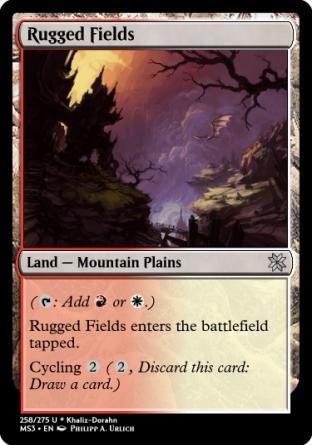 Rugged Fields
Land — Mountain Plains
(T: Add R or W.)
Rugged Fields enters the battlefield
tapped.
Cycling 2 ( 2, Discard this card:
Draw a card.)
258/275 U * Khaliz-Dorahn
MS3 • EN Philipp A. Urlich